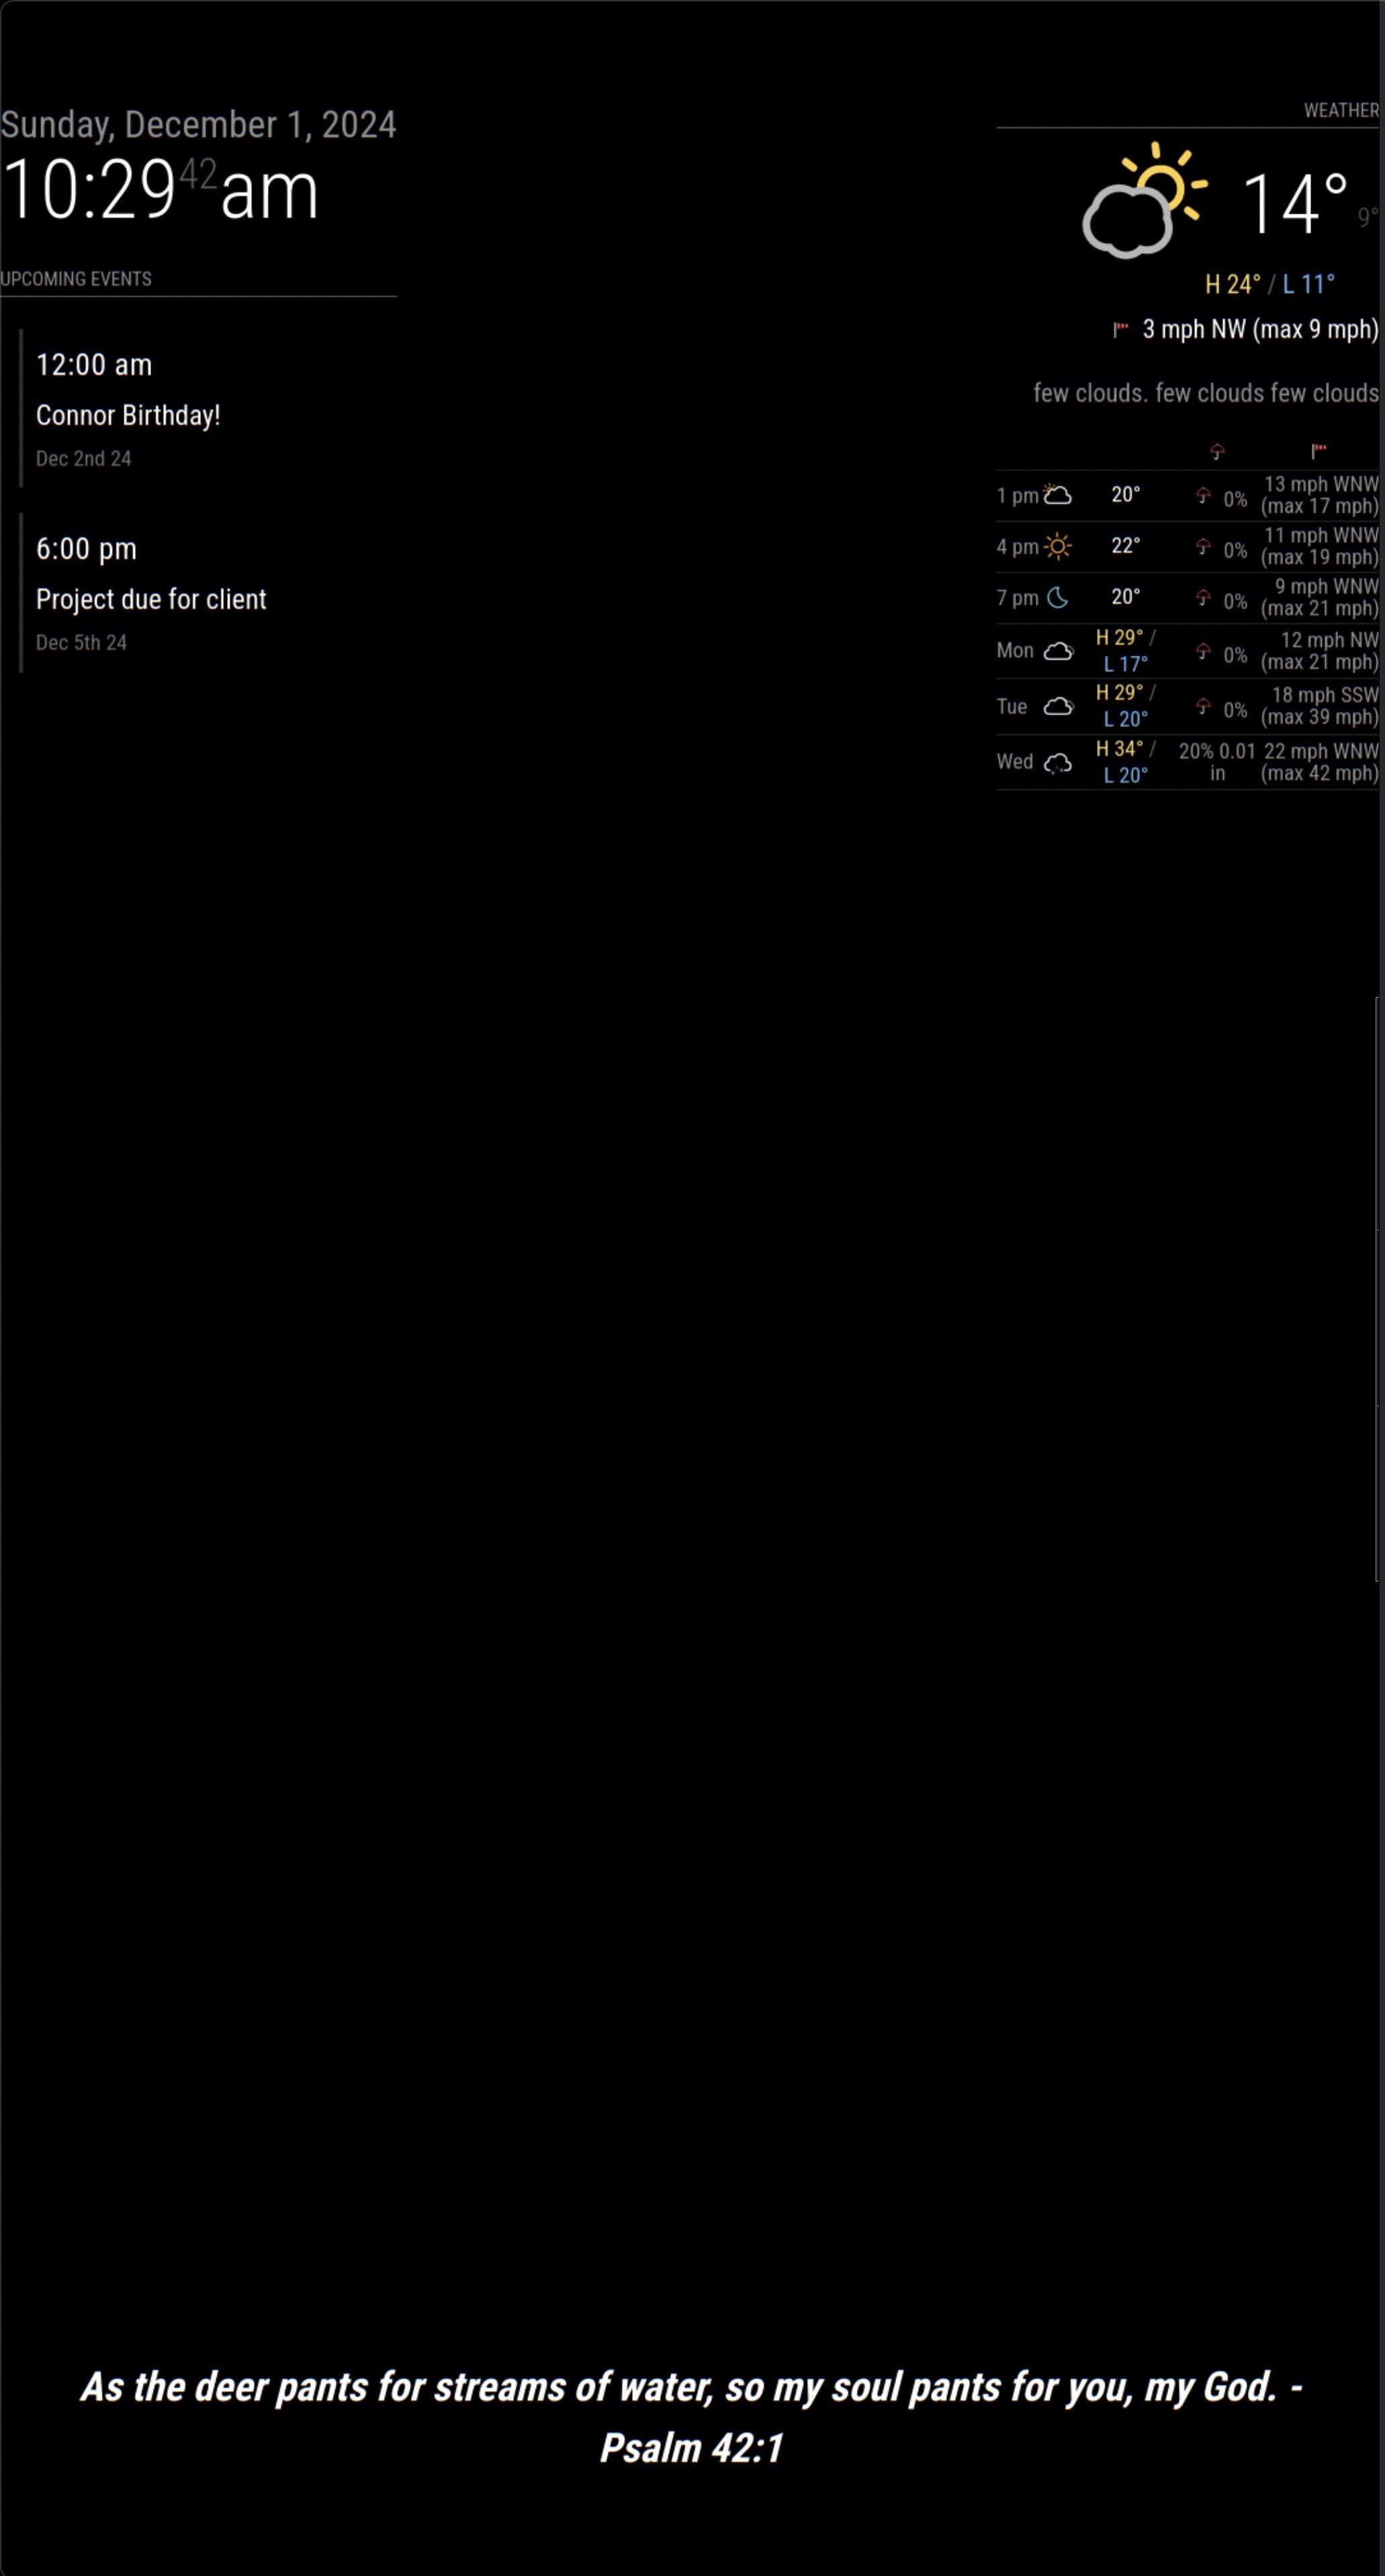 Sunday, December 1, 2024
10:29 42 am
UPCOMING EVENTS
12:00 am
Connor Birthday!
Dec 2nd 24
6:00 pm
Project due for client
Dec 5th 24
WEATHER
14° 9°
H 24° / L 11°
3 mph NW (max 9 mph)
few clouds. few clouds few clouds
1 pm 20° 0% 13 mph WNW
(max 17 mph)
4 pm 22° 0% 11 mph WNW
(max 19 mph)
7 pm 20° 0% 9 mph WNW
(max 21 mph)
Mon H 29° / 0% 12 mph NW
L 17° (max 21 mph)
Tue H 29° / 0% 18 mph SSW
L 20° (max 39 mph)
Wed H 34° / 20% 0.01 22 mph WNW
L 20° in (max 42 mph)
As the deer pants for streams of water, so my soul pants for you, my God. -
Psalm 42:1